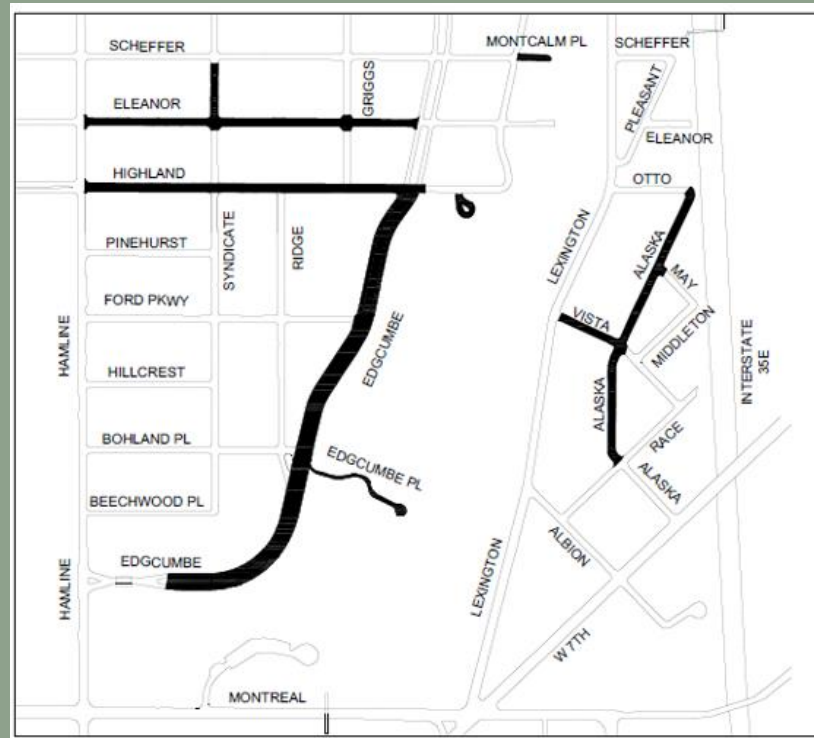 SCHEFFER
MONTCALM PL
SCHEFFER
GRIGGS
ELEANOR
PLEASANT
ELEANOR
HIGHLAND
OTTO
SYNDICATE
RIDGE
LEXINGTON
ALASKA
PINEHURST
MAY
FORD PKWY
VISTA
MIDDLETON
HAMLINE
EDGCUMBE
INTERSTATE
35E
HILLCREST
ALASKA
RACE
BOHLAND PL
EDGCUMBE PL
ALASKA
BEECHWOOD PL
ALBION
EDGCUMBE
HAMLINE
LEXINGTON
W 7TH
MONTREAL